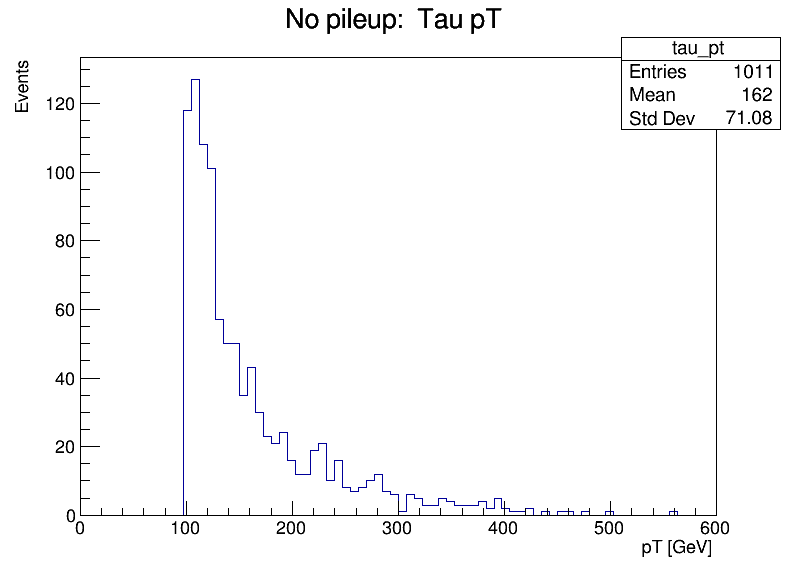 No pileup: Tau pT
tau_pt
Entries 1011
Mean 162
Std Dev 71.08
Events
120
100
80
60
40
20
0
0 100 200 300 400 500 600
pT [GeV]